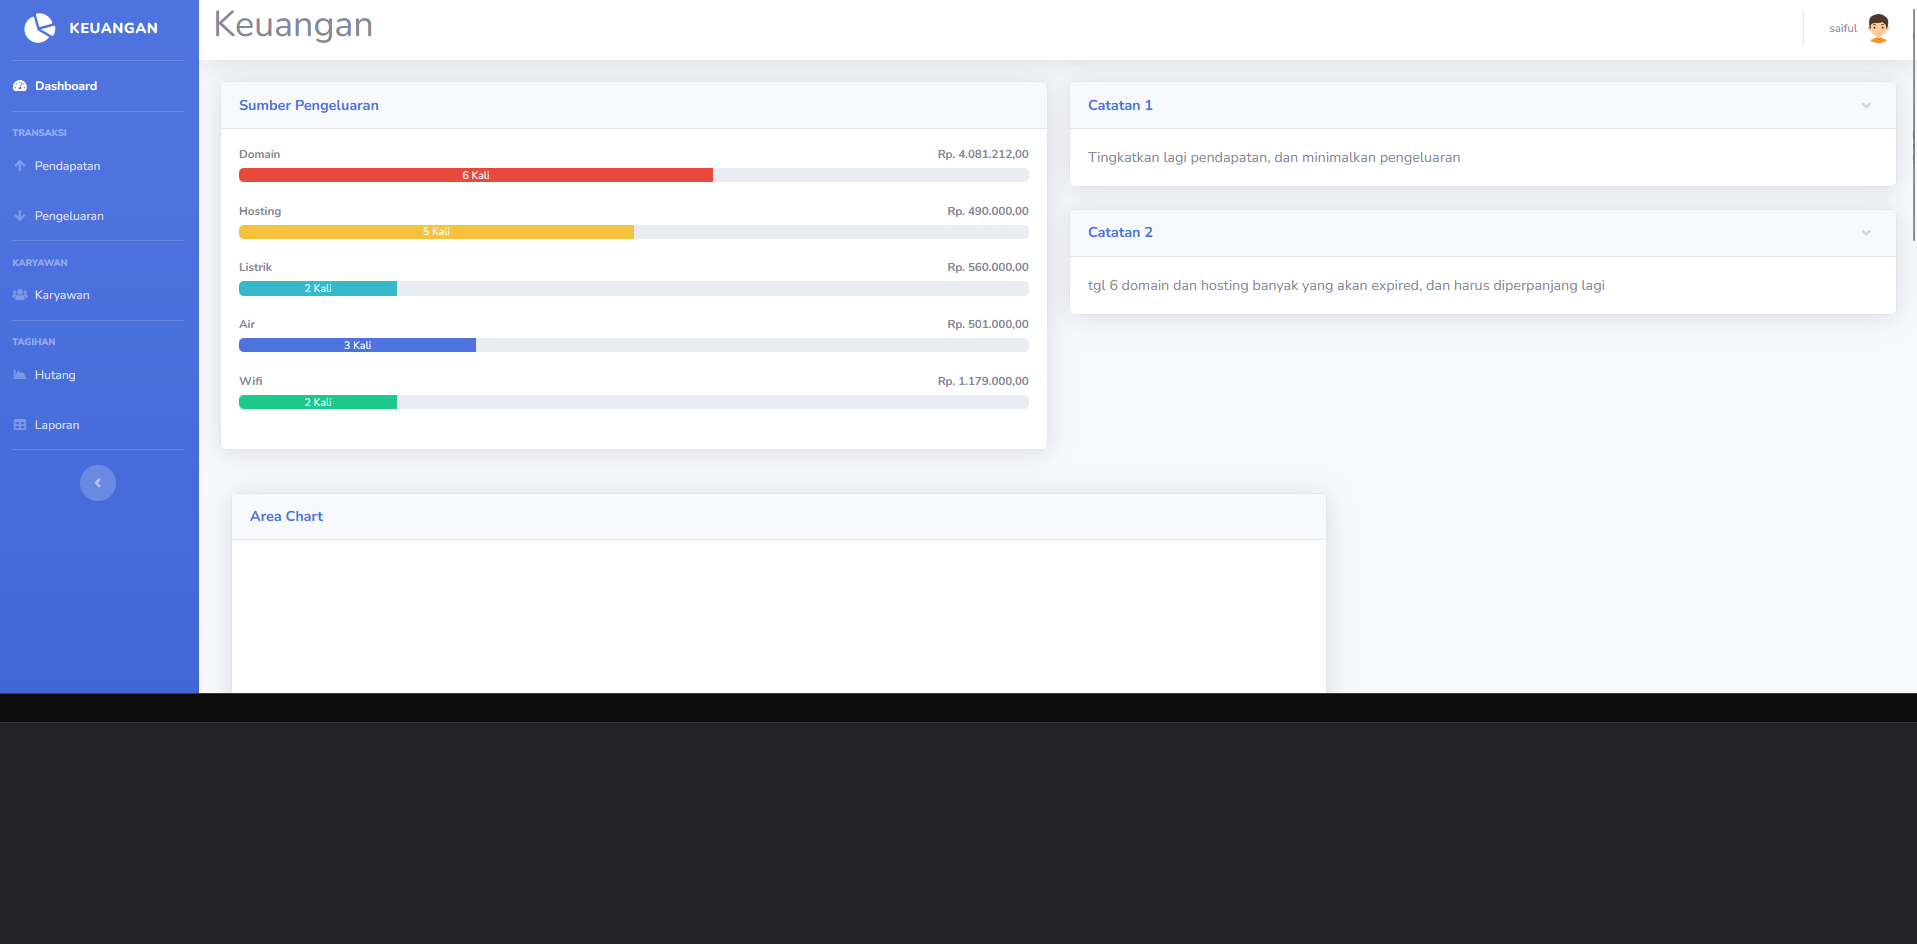 KEUANGAN
Dashboard
TRANSAKSI
Pendapatan
Pengeluaran
KARYAWAN
Karyawan
TAGIHAN
Hutang
Laporan
Keuangan
saiful
Sumber Pengeluaran
Domain Rp. 4.081.212,00
6 Kali
Hosting Rp. 490.000,00
5 Kali
Listrik Rp. 560.000,00
2 Kali
Air Rp. 501.000,00
3 Kali
Wifi Rp. 1.179.000,00
2 Kali
Catatan 1
Tingkatkan lagi pendapatan, dan minimalkan pengeluaran
Catatan 2
tgl 6 domain dan hosting banyak yang akan expired, dan harus diperpanjang lagi
Area Chart